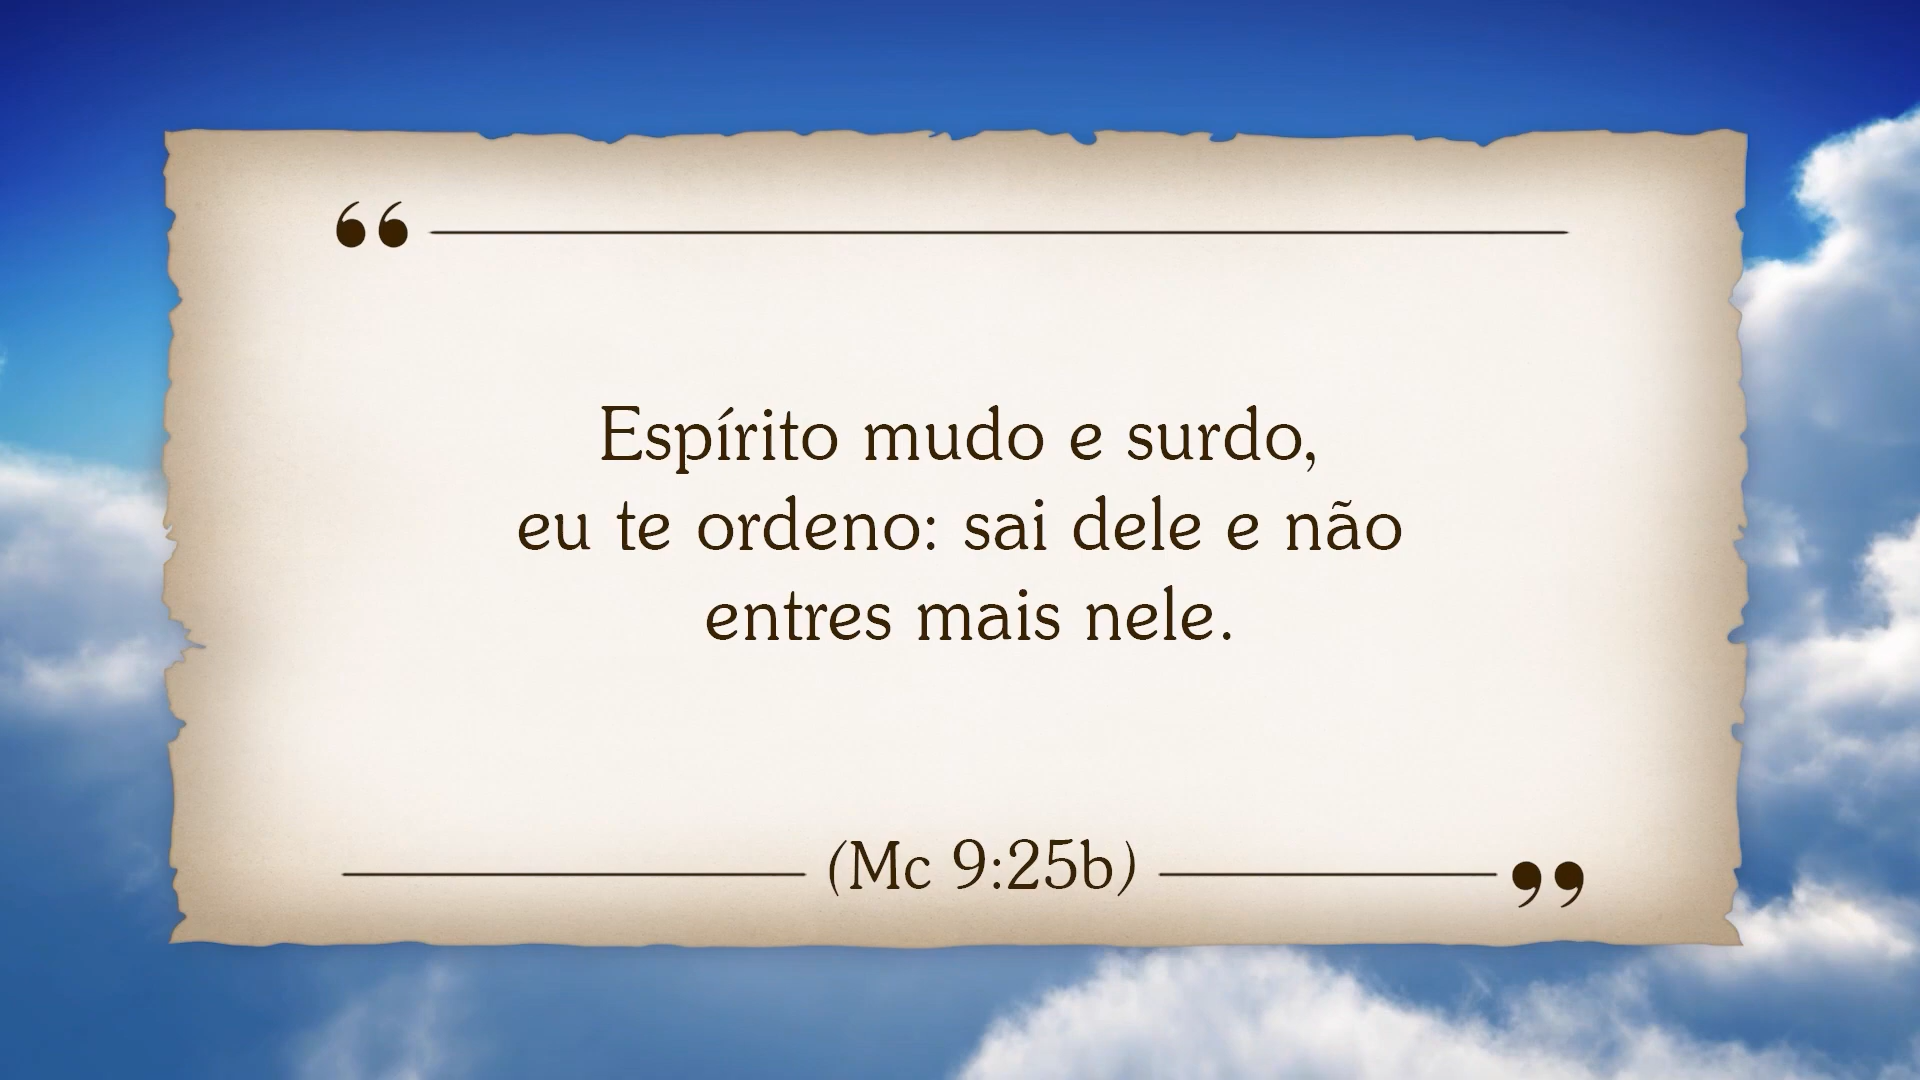 “
Espírito mudo e surdo,
eu te ordeno: sai dele e não
entres mais nele.
(Mc 9:25b)
”